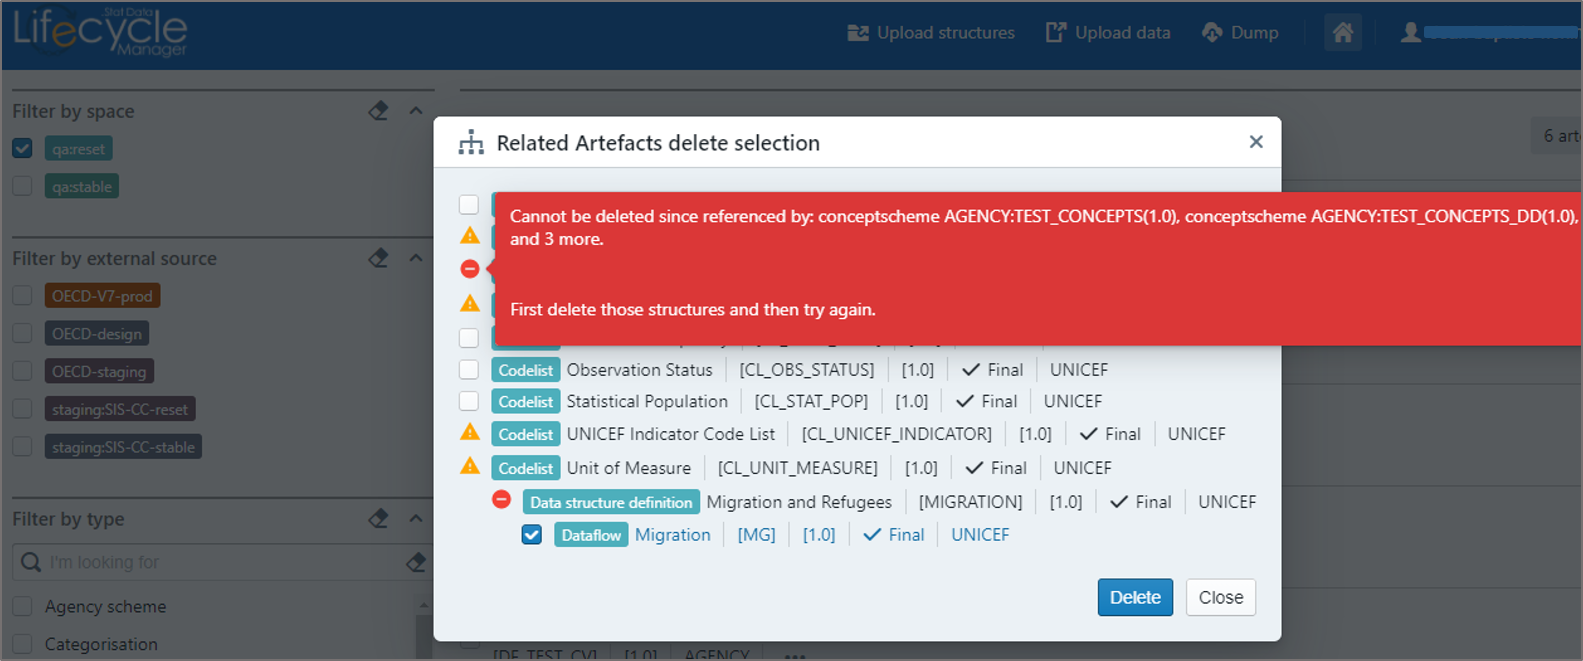 .Stat Data
Lifecycle
Manager
Upload structures
Upload data
Dump
Filter by space
qa:reset
qa:stable
Filter by external source
OECD-V7-prod
OECD-design
OECD-staging
staging:SIS-CC-reset
staging:SIS-CC-stable
Filter by type
I'm looking for
Agency scheme
Categorisation
6 art
Related Artefacts delete selection
Cannot be deleted since referenced by: conceptscheme AGENCY:TEST_CONCEPTS(1.0), conceptscheme AGENCY:TEST_CONCEPTS_DD(1.0),
and 3 more.
First delete those structures and then try again.
Codelist Observation Status [CL_OBS_STATUS] [1.0] Final UNICEF
Codelist Statistical Population [CL_STAT_POP] [1.0] Final UNICEF
Codelist UNICEF Indicator Code List [CL_UNICEF_INDICATOR] [1.0] Final UNICEF
Codelist Unit of Measure [CL_UNIT_MEASURE] [1.0] Final UNICEF
Data structure definition Migration and Refugees [MIGRATION] [1.0] Final UNICEF
Dataflow Migration [MG] [1.0] Final UNICEF
Delete Close
[DF_TEST_CV] [1.0] AGENCY